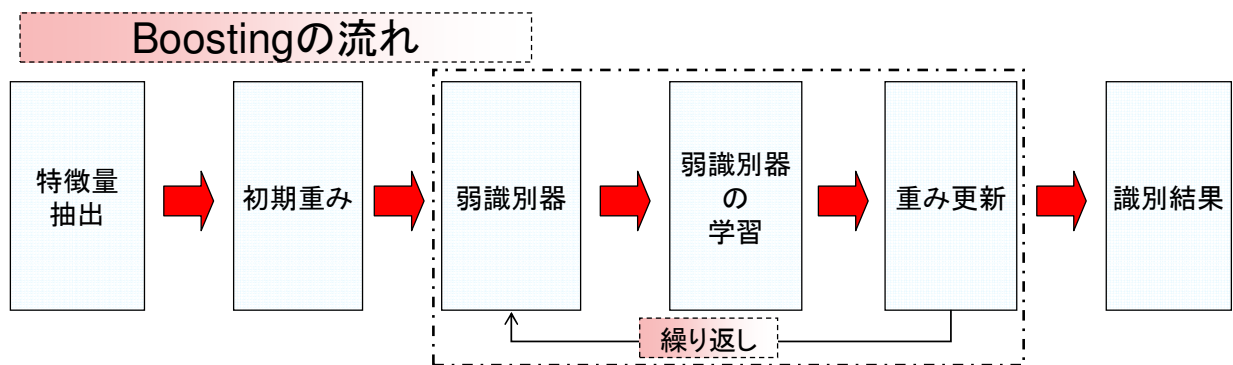 Boostingの流れ
特徴量
抽出
初期重み
弱識別器
弱識別器
の
学習
重み更新
識別結果
繰り返し